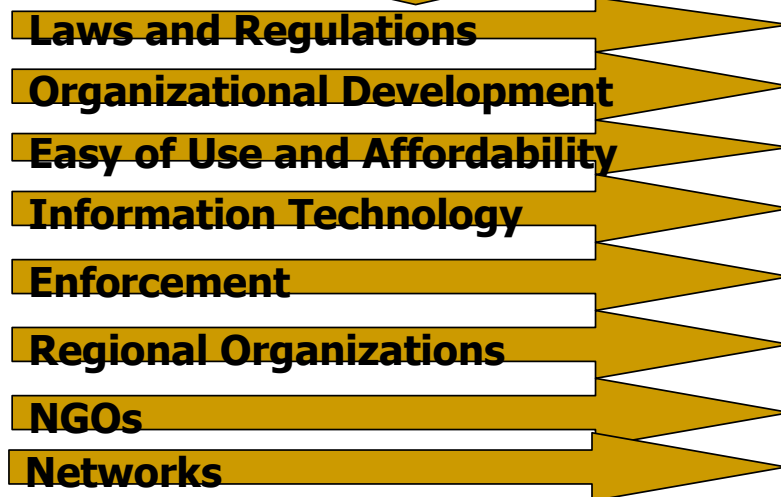 Laws and Regulations
Organizational Development
Easy of Use and Affordability
Information Technology
Enforcement
Regional Organizations
NGOs
Networks